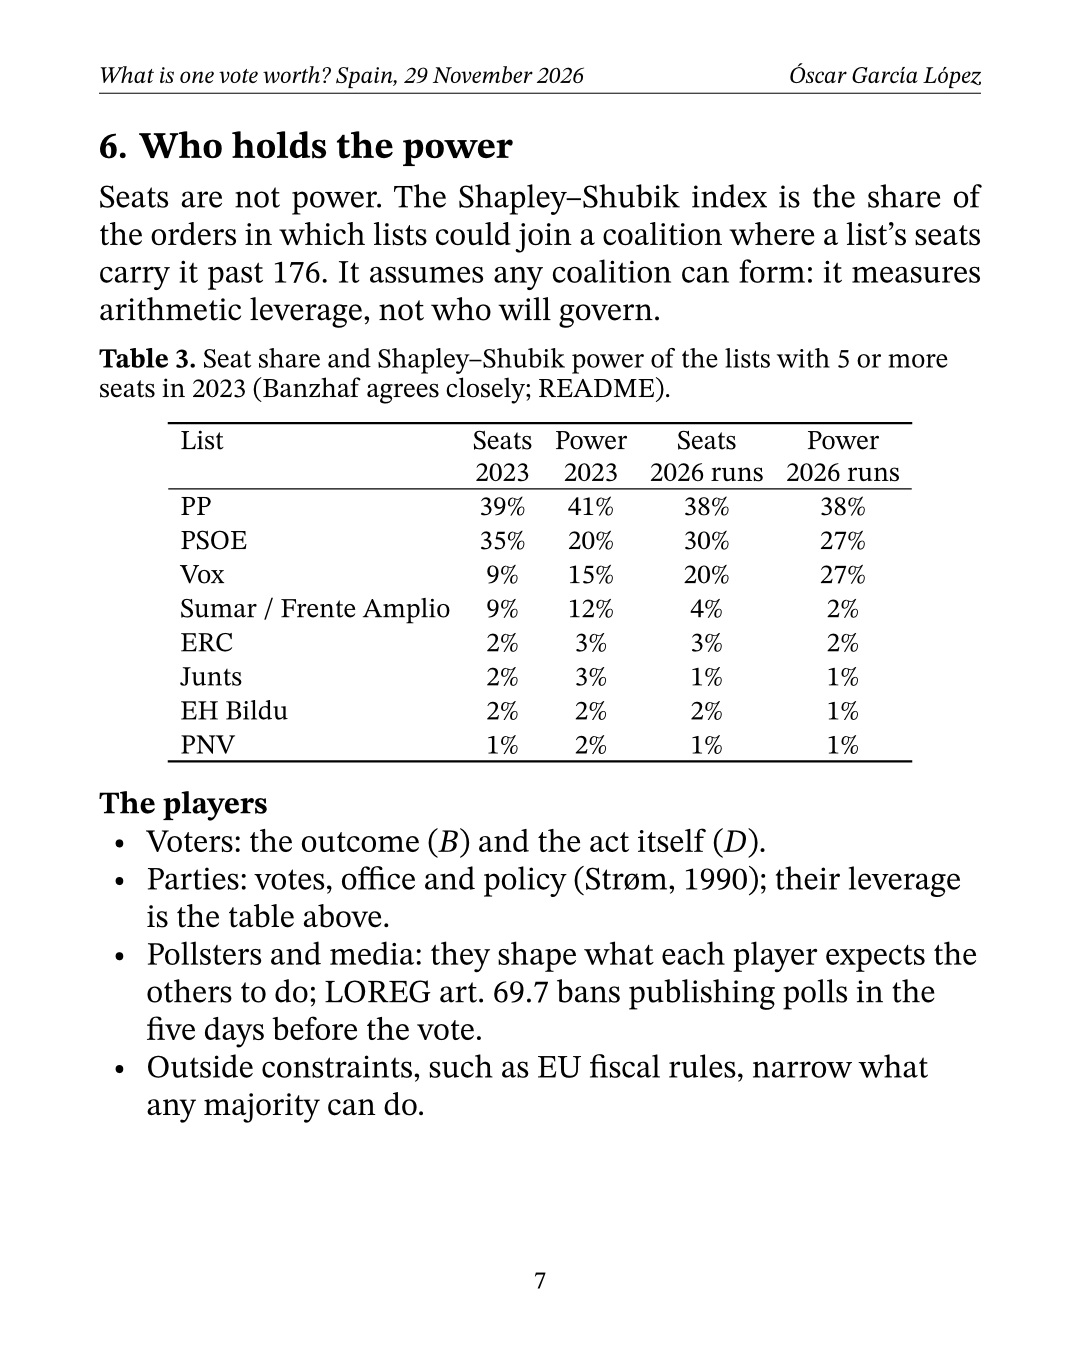 What is one vote worth? Spain, 29 November 2026 Óscar García López
6. Who holds the power
Seats are not power. The Shapley–Shubik index is the share of
the orders in which lists could join a coalition where a list’s seats
carry it past 176. It assumes any coalition can form: it measures
arithmetic leverage, not who will govern.
Table 3. Seat share and Shapley–Shubik power of the lists with 5 or more
seats in 2023 (Banzhaf agrees closely; README).
List Seats Power Seats Power
2023 2023 2026 runs 2026 runs
PP 39% 41% 38% 38%
PSOE 35% 20% 30% 27%
Vox 9% 15% 20% 27%
Sumar / Frente Amplio 9% 12% 4% 2%
ERC 2% 3% 3% 2%
Junts 2% 3% 1% 1%
EH Bildu 2% 2% 2% 1%
PNV 1% 2% 1% 1%
The players
• Voters: the outcome (B) and the act itself (D).
• Parties: votes, office and policy (Strøm, 1990); their leverage
is the table above.
• Pollsters and media: they shape what each player expects the
others to do; LOREG art. 69.7 bans publishing polls in the
five days before the vote.
• Outside constraints, such as EU fiscal rules, narrow what
any majority can do.
7